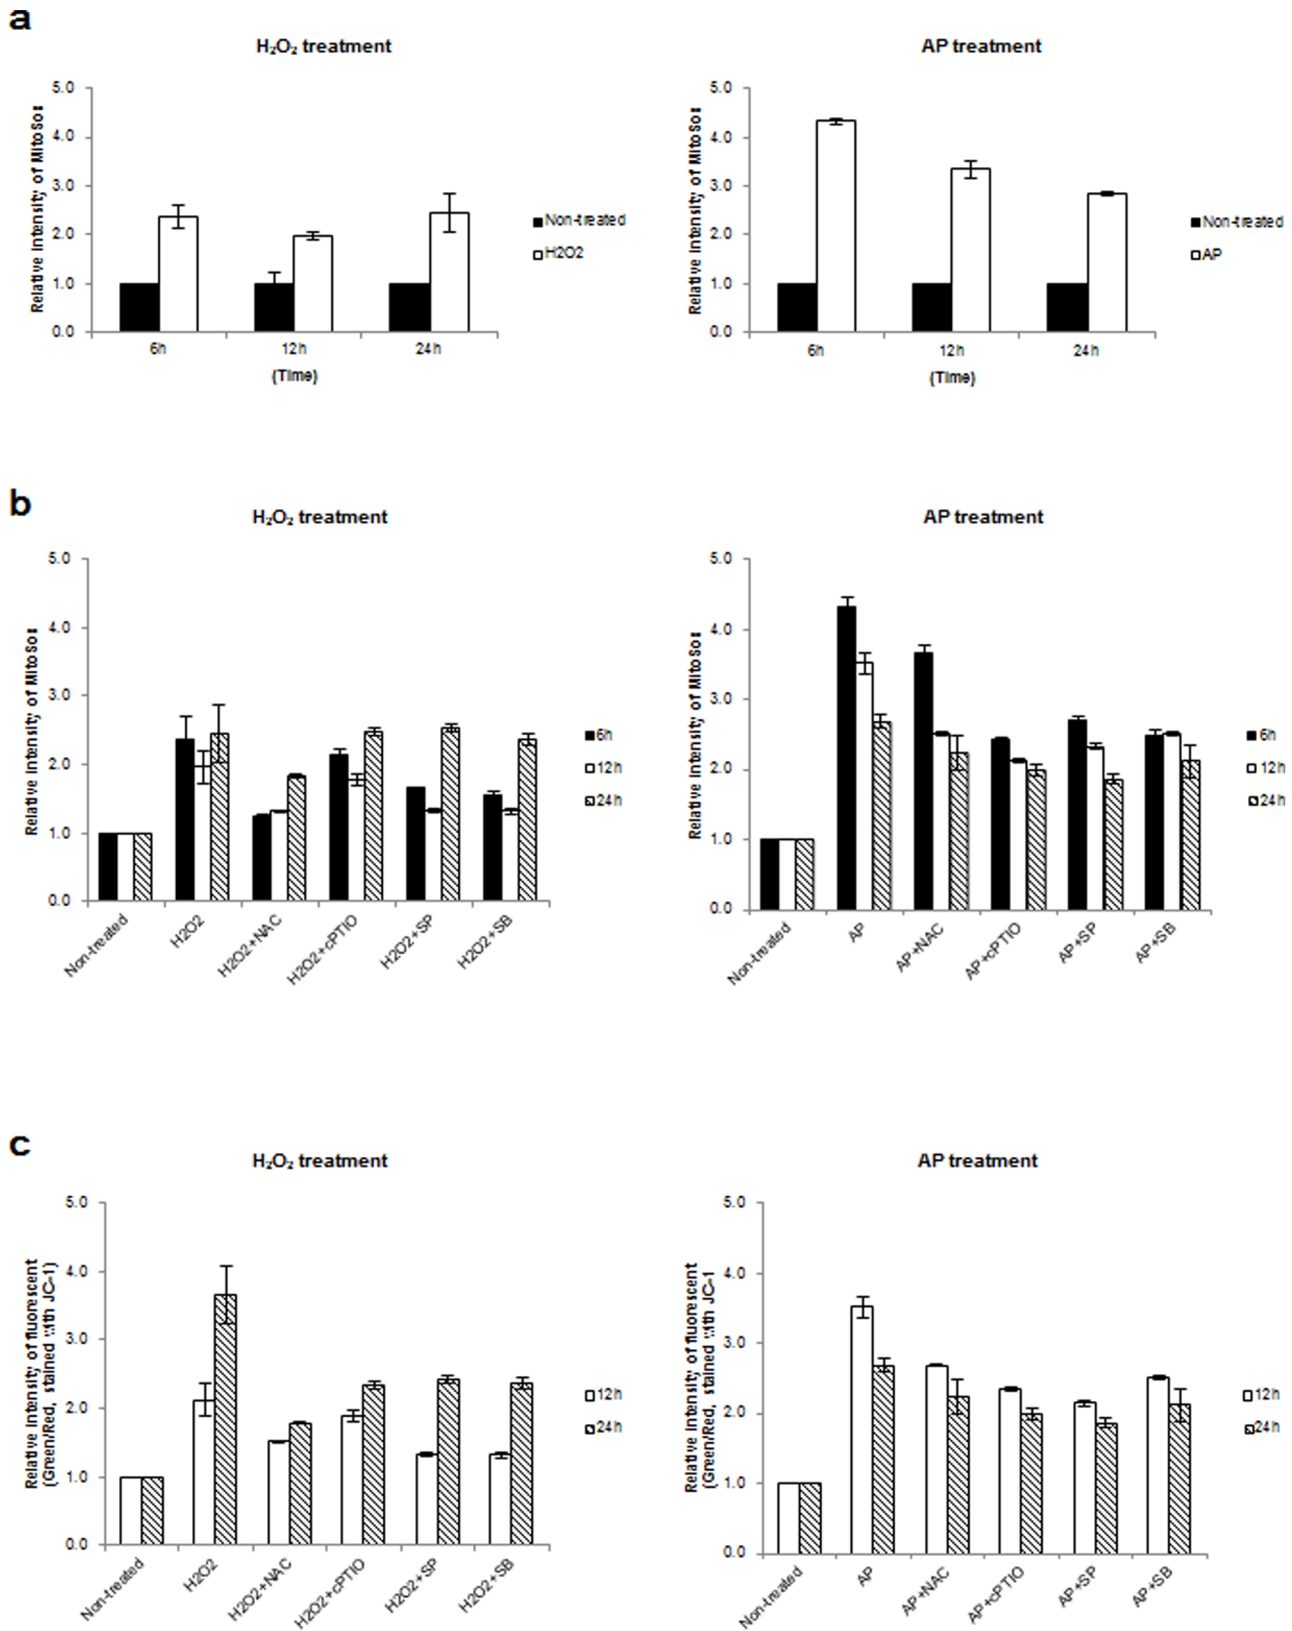 a
H₂O₂ treatment
Relative intensity of MitoSox
5.0
4.0
3.0
2.0
1.0
0.0
6h
12h
24h
(Time)
Non-treated
H2O2
AP treatment
Relative intensity of MitoSox
5.0
4.0
3.0
2.0
1.0
0.0
6h
12h
24h
(Time)
Non-treated
AP
b
H₂O₂ treatment
Relative intensity of MitoSox
5.0
4.0
3.0
2.0
1.0
0.0
Non-treated
H2O2
H2O2+NAC
H2O2+cPTIO
H2O2+SP
H2O2+SB
6h
12h
24h
AP treatment
Relative intensity of MitoSox
5.0
4.0
3.0
2.0
1.0
0.0
Non-treated
AP
AP+NAC
AP+cPTIO
AP+SP
AP+SB
6h
12h
24h
c
H₂O₂ treatment
Relative intensity of fluorescent
(Green/Red, stained with JC-1)
5.0
4.0
3.0
2.0
1.0
0.0
Non-treated
H2O2
H2O2+NAC
H2O2+cPTIO
H2O2+SP
H2O2+SB
12h
24h
AP treatment
Relative intensity of fluorescent
(Green/Red, stained with JC-1
5.0
4.0
3.0
2.0
1.0
0.0
Non-treated
AP
AP+NAC
AP+cPTIO
AP+SP
AP+SB
12h
24h